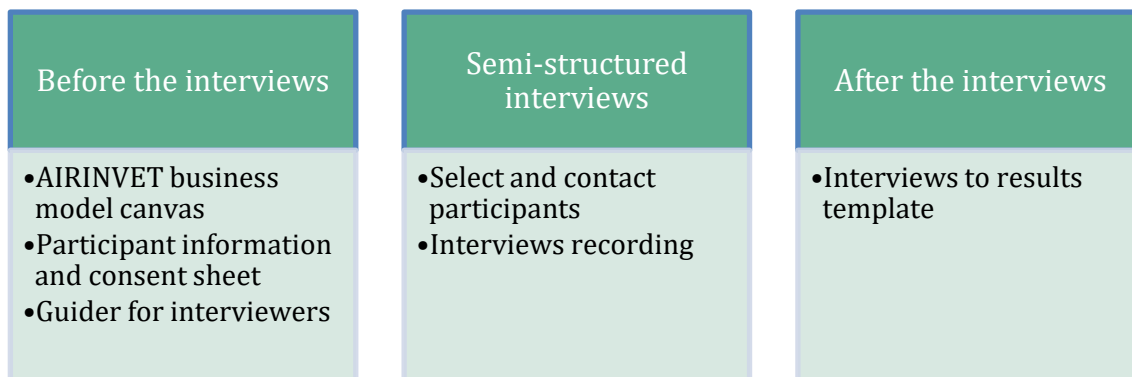 Before the interviews
•AIRINVET business
model canvas
•Participant information
and consent sheet
•Guider for interviewers
Semi-structured
interviews
•Select and contact
participants
•Interviews recording
After the interviews
•Interviews to results
template